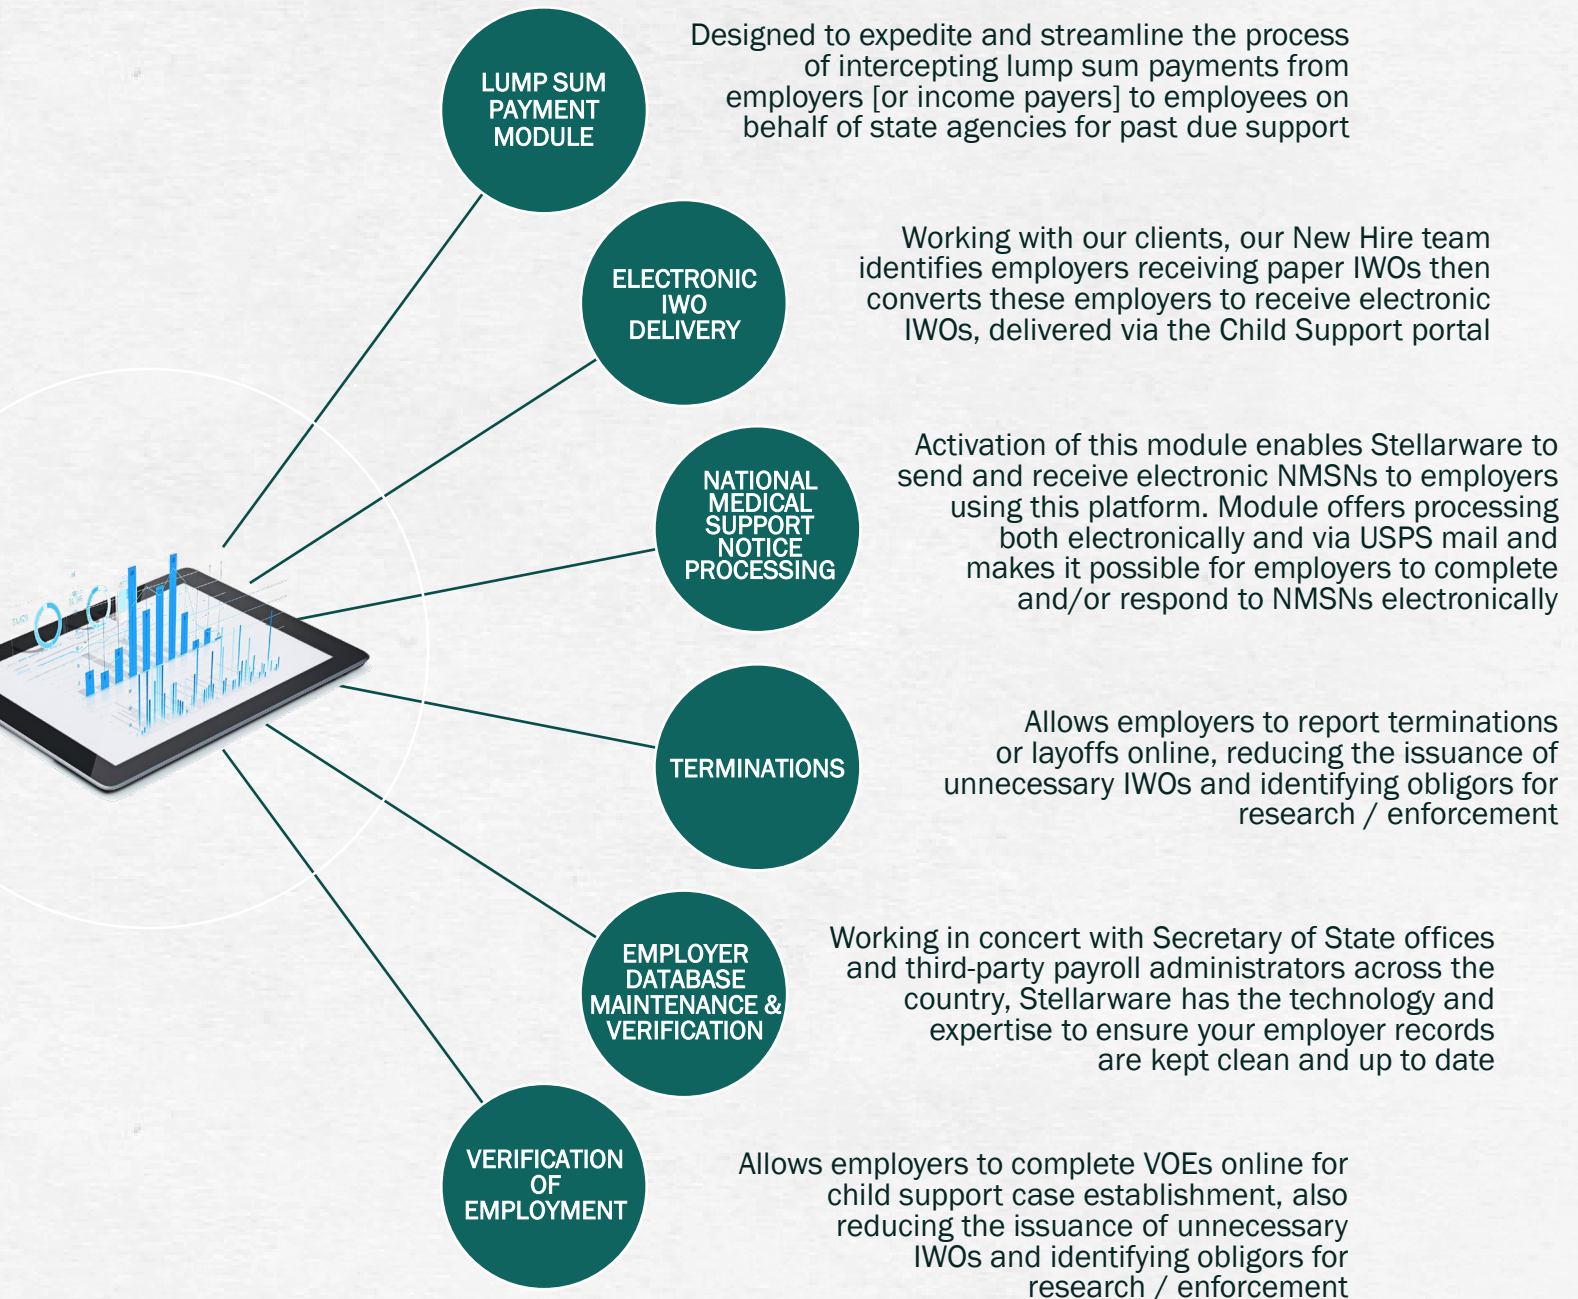 LUMP SUM
PAYMENT
MODULE
Designed to expedite and streamline the process
of intercepting lump sum payments from
employers [or income payers] to employees on
behalf of state agencies for past due support
ELECTRONIC
IWO
DELIVERY
Working with our clients, our New Hire team
identifies employers receiving paper IWOs then
converts these employers to receive electronic
IWOs, delivered via the Child Support portal
NATIONAL
MEDICAL
SUPPORT
NOTICE
PROCESSING
Activation of this module enables Stellarware to
send and receive electronic NMSNs to employers
using this platform. Module offers processing
both electronically and via USPS mail and
makes it possible for employers to complete
and/or respond to NMSNs electronically
TERMINATIONS
Allows employers to report terminations
or layoffs online, reducing the issuance of
unnecessary IWOs and identifying obligors for
research / enforcement
EMPLOYER
DATABASE
MAINTENANCE &
VERIFICATION
Working in concert with Secretary of State offices
and third-party payroll administrators across the
country, Stellarware has the technology and
expertise to ensure your employer records
are kept clean and up to date
VERIFICATION
OF
EMPLOYMENT
Allows employers to complete VOEs online for
child support case establishment, also
reducing the issuance of unnecessary
IWOs and identifying obligors for
research / enforcement